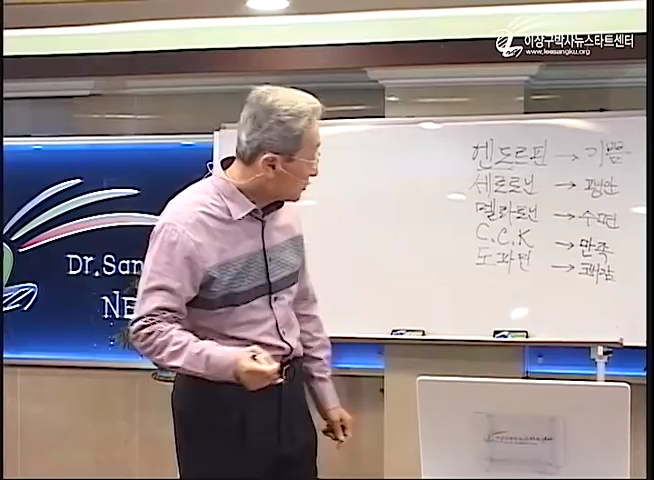 이상구박사뉴스타트센터
www.leesangku.org
Dr.San
NE
엔도르핀 → 기쁨
세로토닌 → 평안
멜라토닌 → 수면
C.C.K → 만족
도파민 → 쾌감